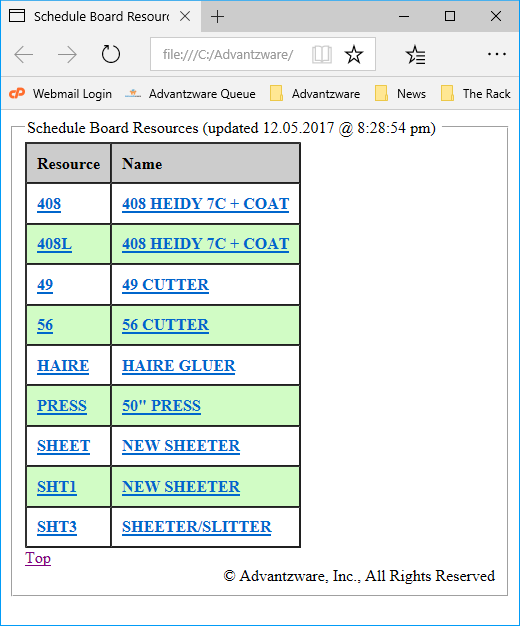 Schedule Board Resourc
file:///C:/Advantzware/
Webmail Login Advantzware Queue Advantzware News The Rack
Schedule Board Resources (updated 12.05.2017 @ 8:28:54 pm)
Resource Name
408 408 HEIDY 7C + COAT
408L 408 HEIDY 7C + COAT
49 49 CUTTER
56 56 CUTTER
HAIRE HAIRE GLUER
PRESS 50" PRESS
SHEET NEW SHEETER
SHT1 NEW SHEETER
SHT3 SHEETER/SLITTER
Top
© Advantzware, Inc., All Rights Reserved